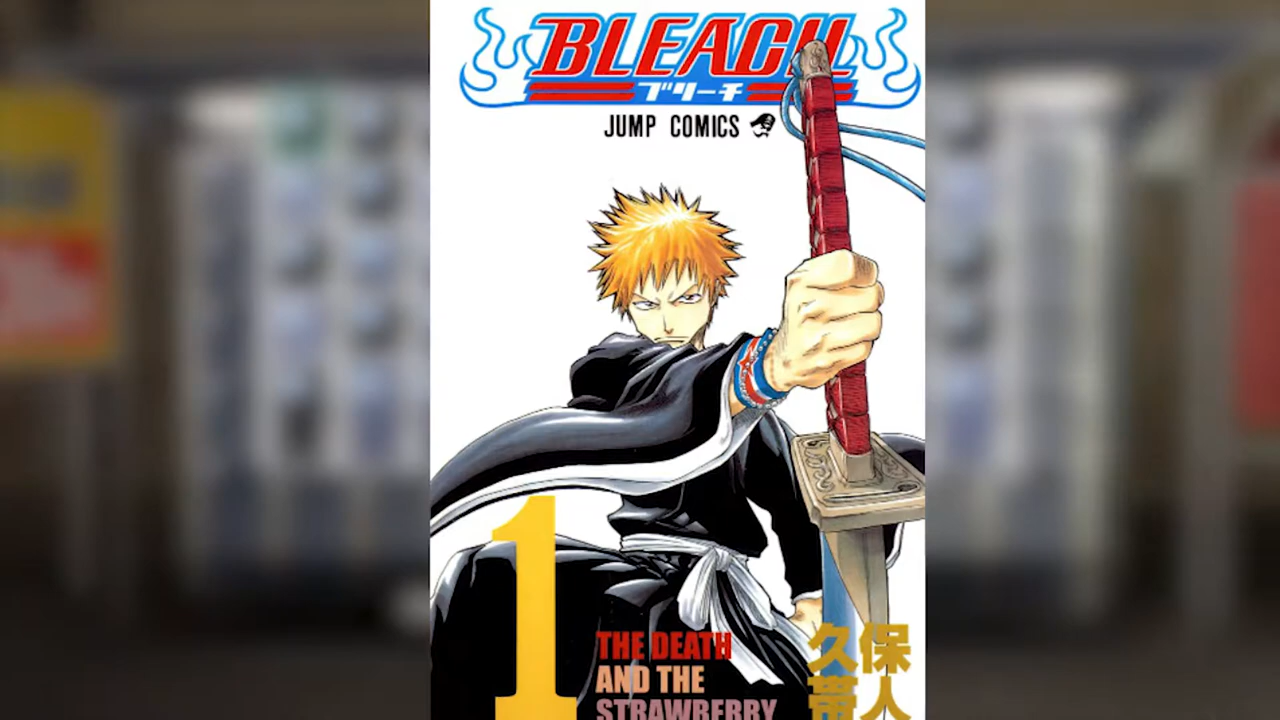 BLEACH
ブリーチ
JUMP COMICS
1
THE DEATH
AND THE
STRAWBERRY
久保
帯人